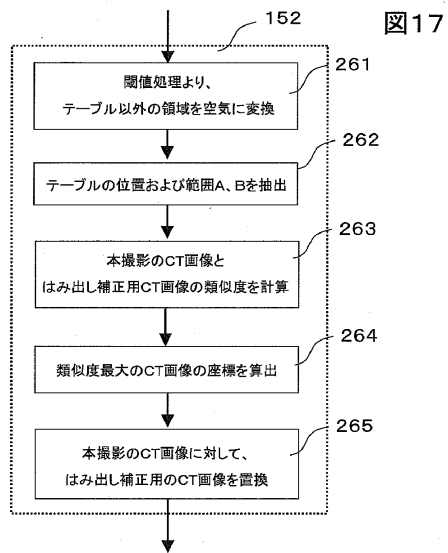 図17
152
261
閾値処理より、
テーブル以外の領域を空気に変換
262
テーブルの位置および範囲A、Bを抽出
263
本撮影のCT画像と
はみ出し補正用CT画像の類似度を計算
264
類似度最大のCT画像の座標を算出
265
本撮影のCT画像に対して、
はみ出し補正用のCT画像を置換